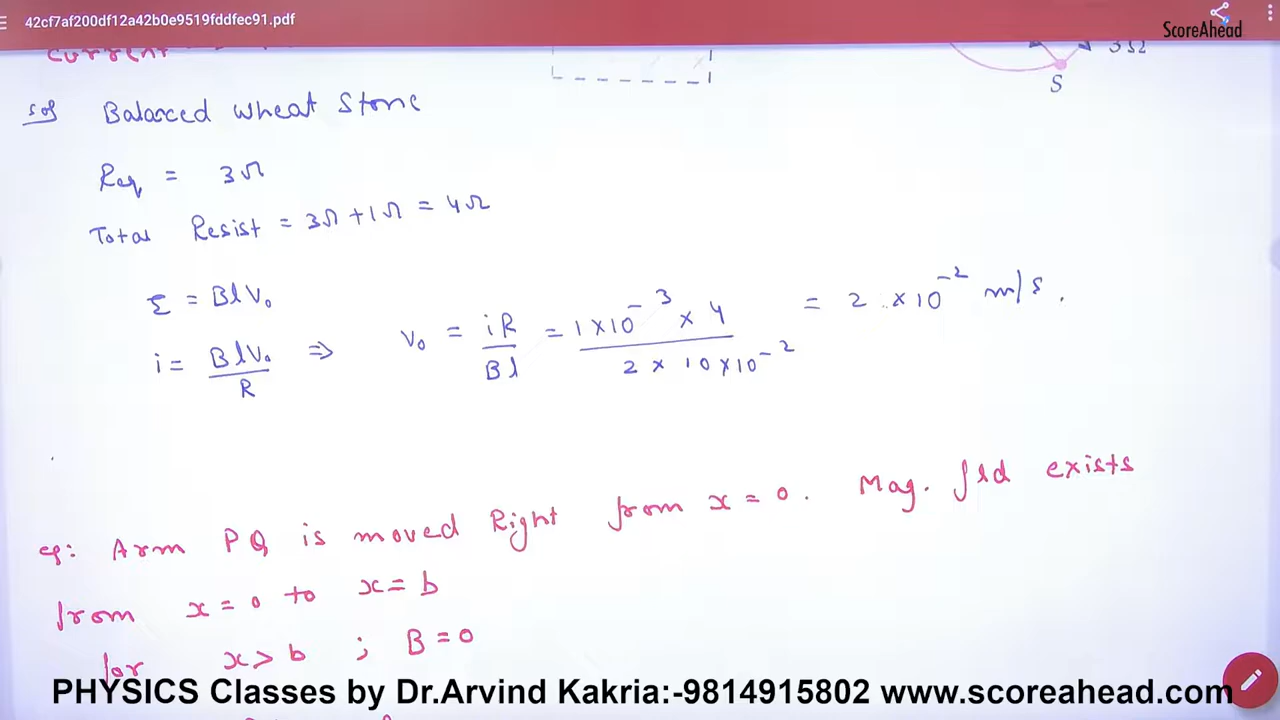 42cf7af200df12a42b0e9519fddfec91.pdf
ScoreAhead
Current
3Ω
S
Sol Balanced Wheat Stone
Req = 3Ω
Total Resist = 3Ω + 1Ω = 4Ω
ε = BlV₀
i = BlV₀/R ⇒ V₀ = iR/Bl = 1×10⁻³ × 4 / 2 × 10×10⁻² = 2 × 10⁻² m/s.
eg: Arm PQ is moved Right from x = 0. Mag. fld exists
from x = 0 to x = b
for x > b ; B = 0
PHYSICS Classes by Dr.Arvind Kakria:-9814915802 www.scoreahead.com